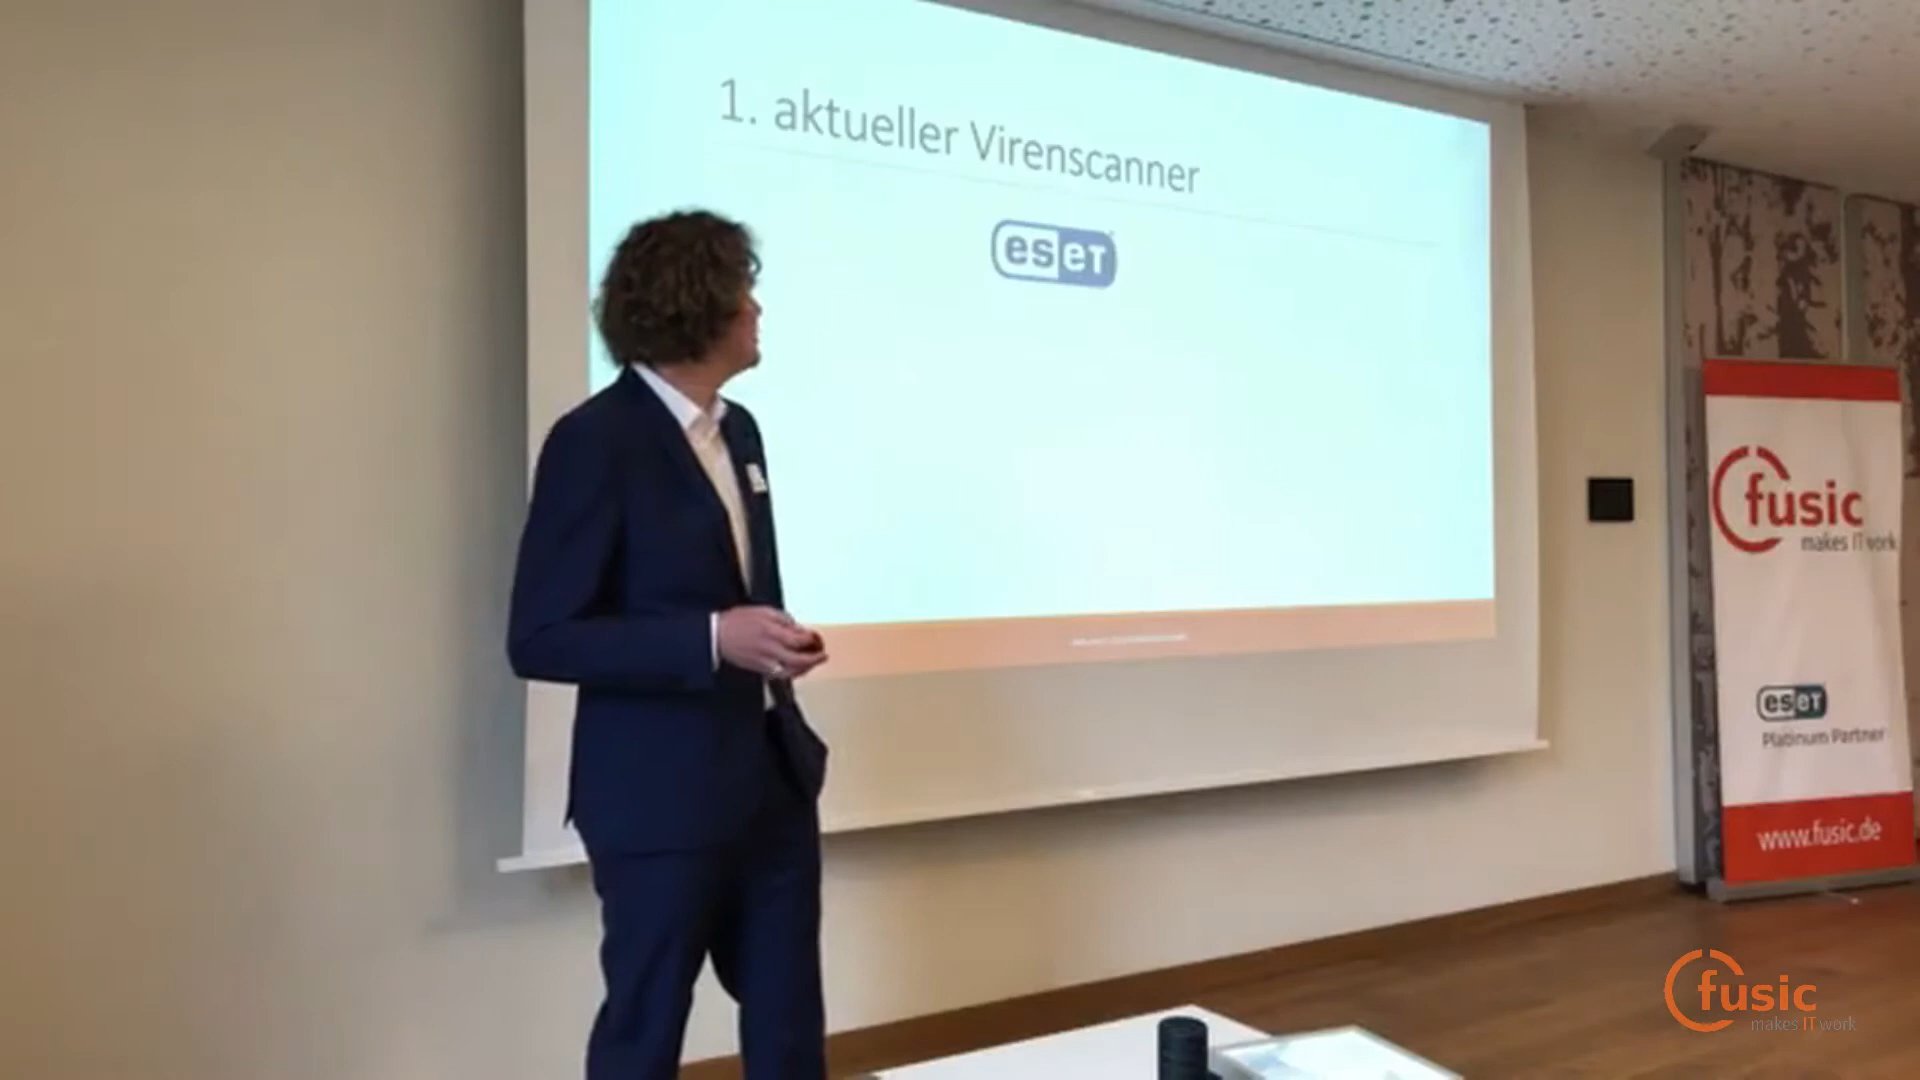 1. aktueller Virenscanner
eset
fusic
makes IT work
eset
Platinum Partner
www.fusic.de
fusic
makes IT work